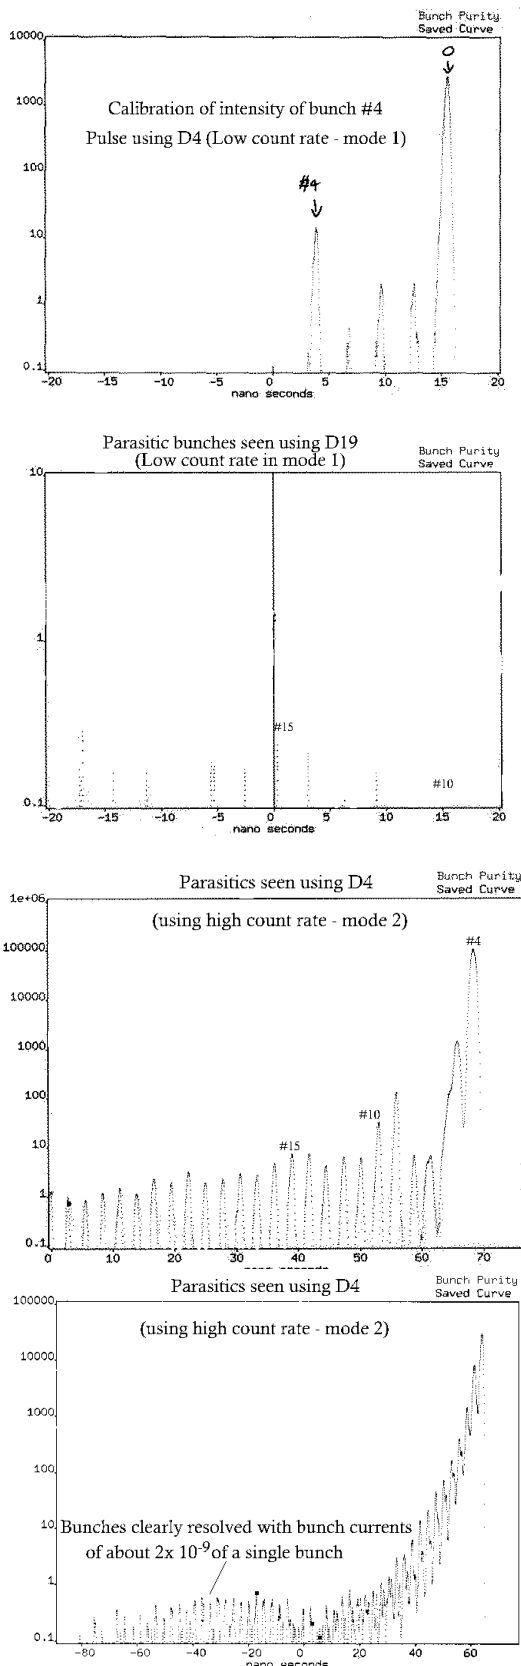 Bunch Purity
Saved Curve
10000
O
1000
Calibration of intensity of bunch #4
Pulse using D4 (Low count rate - mode 1)
100
#4
10
1
0.1
-20 -15 -10 -5 0 5 10 15 20
nano seconds
Parasitic bunches seen using D19
(Low count rate in mode 1)
Bunch Purity
Saved Curve
10
1
#15
#10
0.1
-20 -15 -10 -5 0 5 10 15 20
nano seconds
Parasitics seen using D4
Bunch Purity
Saved Curve
1e+06
(using high count rate - mode 2)
#4
100000
10000
1000
100
#10
#15
10
1
0.1
0 10 20 30 40 50 60 70
Parasitics seen using D4
Bunch Purity
Saved Curve
100000
(using high count rate - mode 2)
10000
1000
100
10
Bunches clearly resolved with bunch currents
of about 2x 10⁻⁹ of a single bunch
1
0.1
-80 -60 -40 -20 0 20 40 60
nano seconds